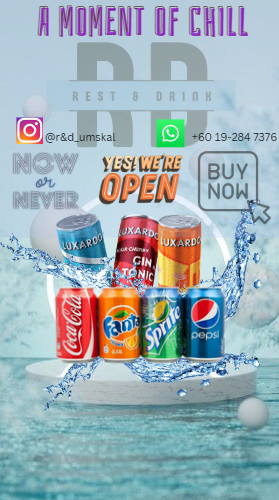 A MOMENT OF CHILL
RD
REST & DRINK
@r&d_umskal
+60 19-284 7376
NOW
or
NEVER
YES! WE'RE
OPEN
BUY
NOW
LUXARDO
LUXARDO
GIN
TONIC
LUXARDO
Coca-Cola
Fanta
Sprite
pepsi